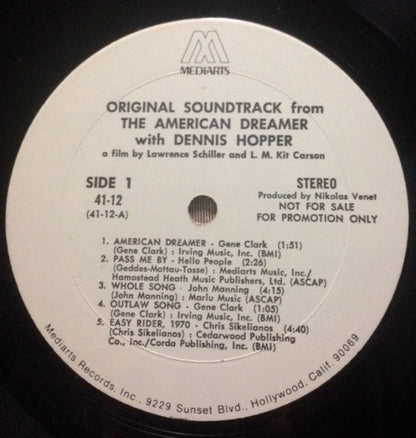 MEDIARTS
ORIGINAL SOUNDTRACK from
THE AMERICAN DREAMER
with DENNIS HOPPER
a film by Lawrence Schiller and L. M. Kit Carson
SIDE 1
41-12
(41-12-A)
STEREO
Produced by Nikolas Venet
NOT FOR SALE
FOR PROMOTION ONLY
1. AMERICAN DREAMER - Gene Clark (1:51)
(Gene Clark) : Irving Music, Inc. (BMI)
2. PASS ME BY - Hello People (2:26)
(Geddes-Mottau-Tasse) : Mediarts Music, Inc./
Hamostead Heath Music Publishers, Ltd. (ASCAP)
3. WHOLE SONG - John Manning (4:15)
(John Manning) : Marlu Music (ASCAP)
4. OUTLAW SONG - Gene Clark (1:05)
(Gene Clark) : Irving Music, Inc. (BMI)
5. EASY RIDER, 1970 - Chris Sikelianos (4:40)
(Chris Sikelianos) : Cedarwood Publishing
Co., Inc./Corda Publishing, Inc. (BMI)
Mediarts Records, Inc., 9229 Sunset Blvd., Hollywood, Calif. 90069